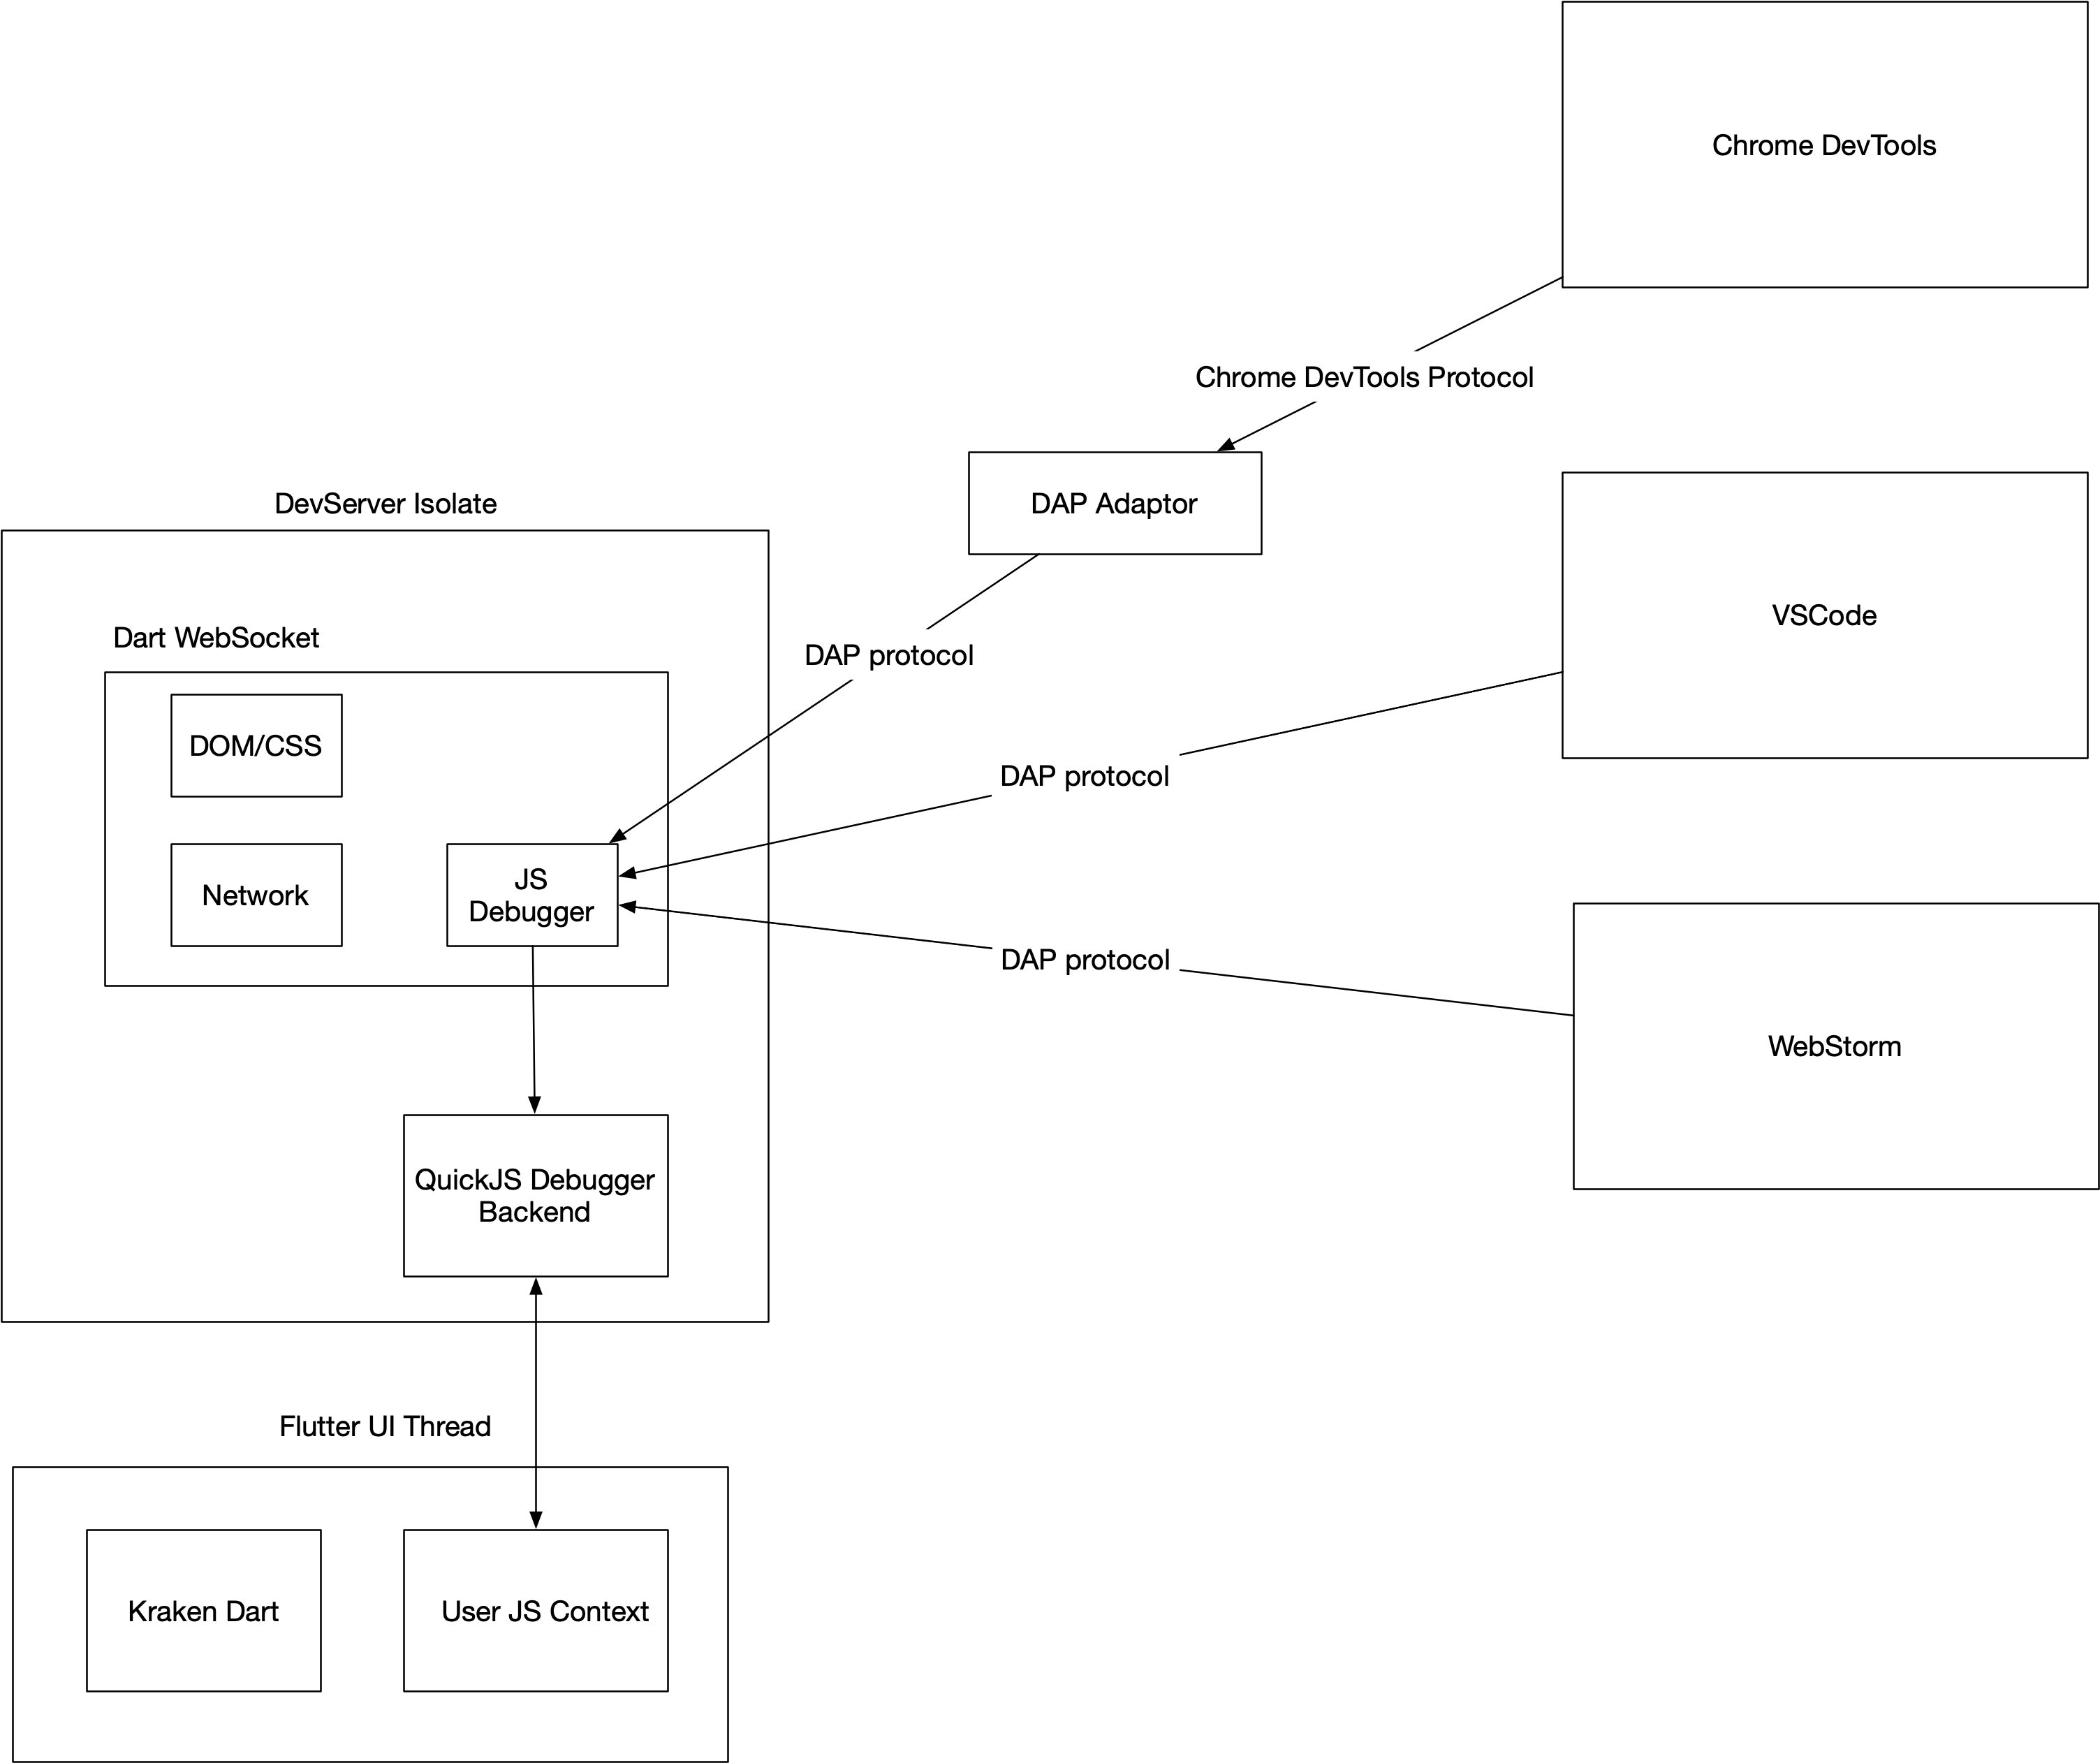 Chrome DevTools
Chrome DevTools Protocol
DAP Adaptor
DevServer Isolate
VSCode
Dart WebSocket
DAP protocol
DOM/CSS
DAP protocol
JS
Debugger
Network
DAP protocol
WebStorm
QuickJS Debugger
Backend
Flutter UI Thread
Kraken Dart
User JS Context